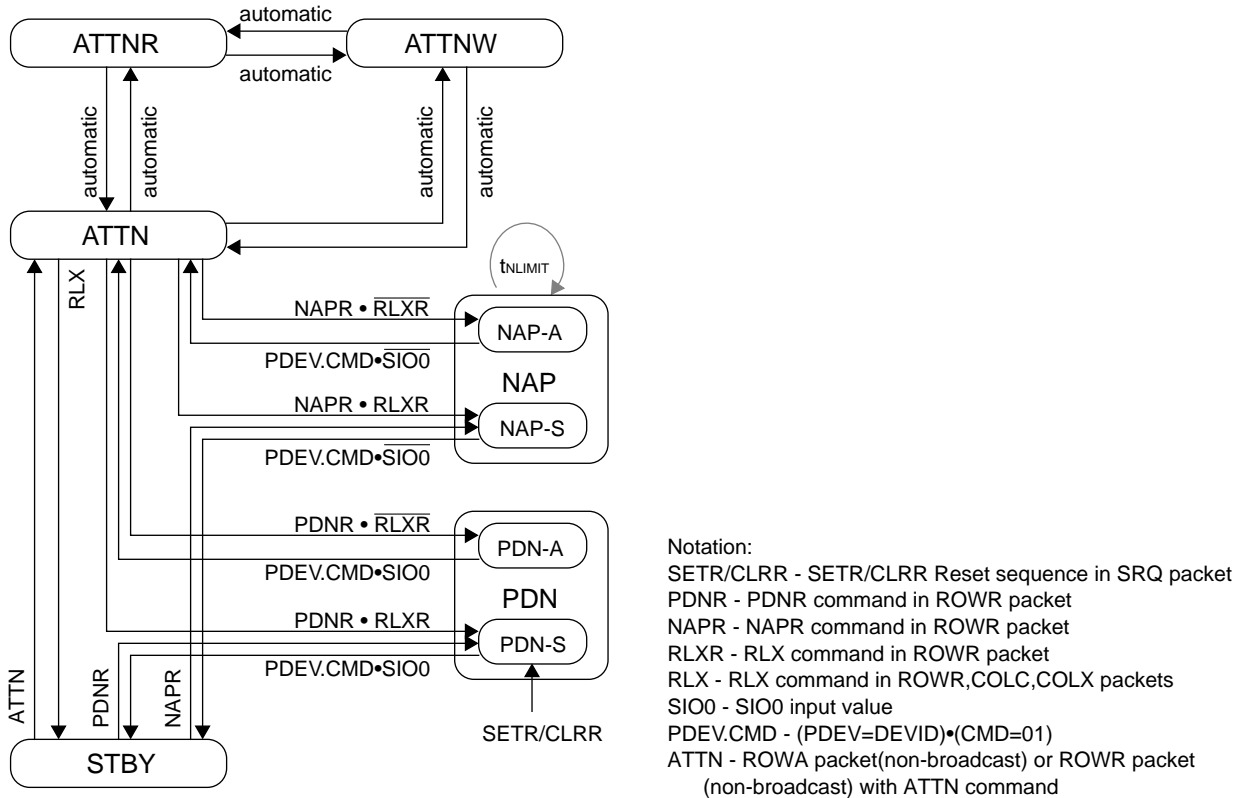 automatic
ATTNR
ATTNW
automatic
automatic
automatic
automatic
automatic
ATTN
RLX
tNLIMIT
NAPR • R̅L̅X̅R̅
NAP-A
PDEV.CMD•S̅I̅O̅0̅
NAP
NAPR • RLXR
NAP-S
PDEV.CMD•S̅I̅O̅0̅
PDNR • R̅L̅X̅R̅
PDN-A
PDEV.CMD•SIO0
PDN
PDNR • RLXR
PDN-S
PDEV.CMD•SIO0
ATTN
PDNR
NAPR
SETR/CLRR
STBY
Notation:
SETR/CLRR - SETR/CLRR Reset sequence in SRQ packet
PDNR - PDNR command in ROWR packet
NAPR - NAPR command in ROWR packet
RLXR - RLX command in ROWR packet
RLX - RLX command in ROWR,COLC,COLX packets
SIO0 - SIO0 input value
PDEV.CMD - (PDEV=DEVID)•(CMD=01)
ATTN - ROWA packet(non-broadcast) or ROWR packet
(non-broadcast) with ATTN command